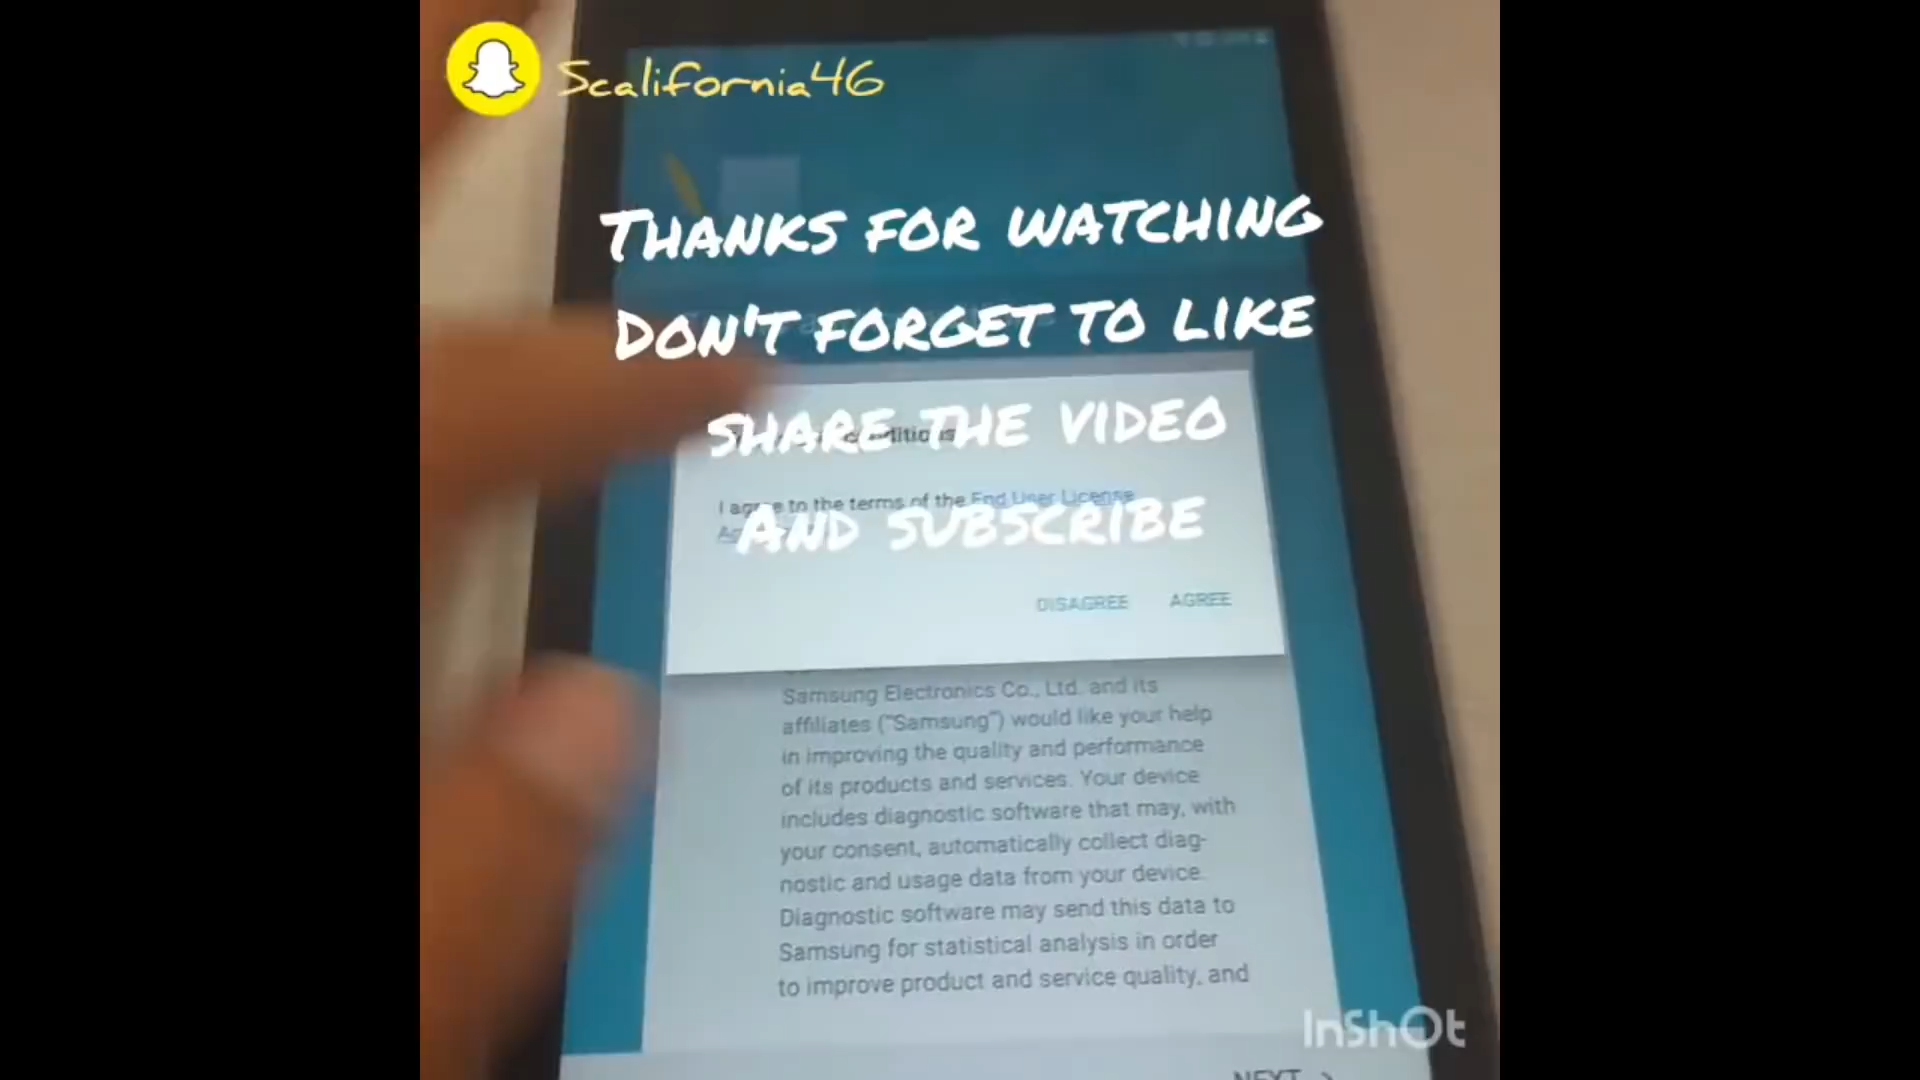 Scalifornia46
THANKS FOR WATCHING
DON'T FORGET TO LIKE
SHARE THE VIDEO
AND SUBSCRIBE
conditions
I agree to the terms of the End User License
DISAGREE AGREE
Samsung Electronics Co., Ltd. and its
affiliates ("Samsung") would like your help
in improving the quality and performance
of its products and services. Your device
includes diagnostic software that may, with
your consent, automatically collect diag-
nostic and usage data from your device.
Diagnostic software may send this data to
Samsung for statistical analysis in order
to improve product and service quality, and
NEXT >
InShOt